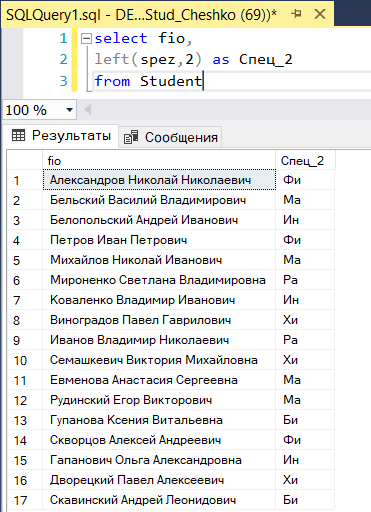 SQLQuery1.sql - DE...Stud_Cheshko (69))*
1 select fio,
2 left(spez,2) as Спец_2
3 from Student
100 %
Результаты Сообщения
fio Спец_2
1 Александров Николай Николаевич Фи
2 Бельский Василий Владимирович Ма
3 Белопольский Андрей Иванович Ин
4 Петров Иван Петрович Фи
5 Михайлов Николай Иванович Ма
6 Мироненко Светлана Владимировна Ра
7 Коваленко Владимир Иванович Ин
8 Виноградов Павел Гаврилович Хи
9 Иванов Владимир Николаевич Ра
10 Семашкевич Виктория Михайловна Хи
11 Евменова Анастасия Сергеевна Ма
12 Рудинский Егор Викторович Ма
13 Гупанова Ксения Витальевна Би
14 Скворцов Алексей Андреевич Фи
15 Гапанович Ольга Александровна Ин
16 Дворецкий Павел Алексеевич Хи
17 Скавинский Андрей Леонидович Би